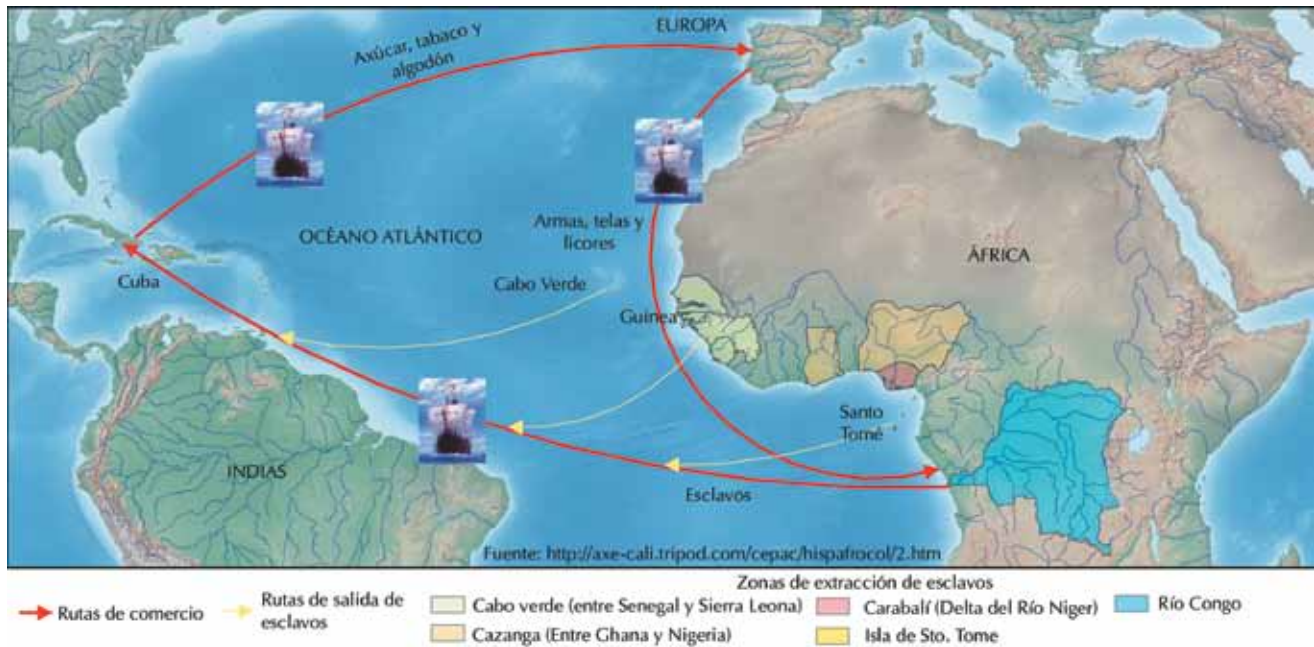 EUROPA
Axúcar, tabaco y
algodón
Armas, telas y
licores
OCÉANO ATLÁNTICO
ÁFRICA
Cuba
Cabo Verde
Guinea
Santo
Tomé
INDIAS
Esclavos
Fuente: http://axe-cali.tripod.com/cepac/hispafrocol/2.htm
Zonas de extracción de esclavos
Rutas de comercio
Rutas de salida de
esclavos
Cabo verde (entre Senegal y Sierra Leona)
Cazanga (Entre Ghana y Nigeria)
Carabalí (Delta del Río Niger)
Isla de Sto. Tome
Río Congo